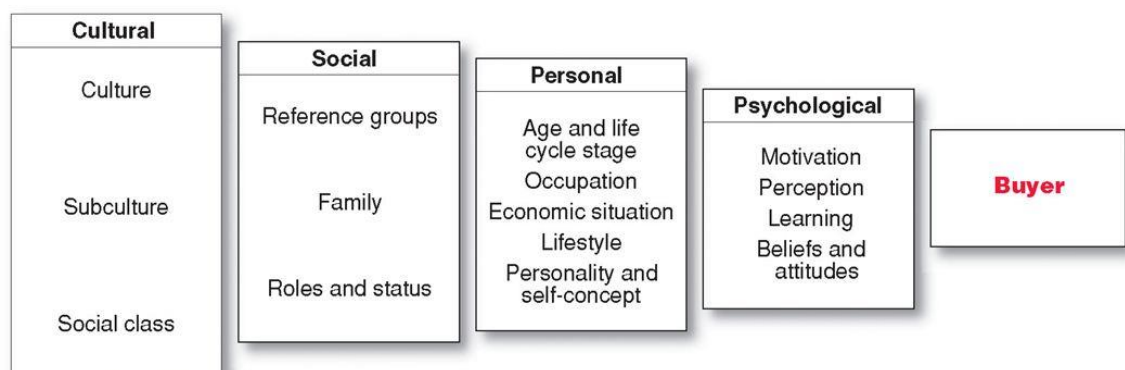 Cultural
Culture
Subculture
Social class
Social
Reference groups
Family
Roles and status
Personal
Age and life
cycle stage
Occupation
Economic situation
Lifestyle
Personality and
self-concept
Psychological
Motivation
Perception
Learning
Beliefs and
attitudes
Buyer